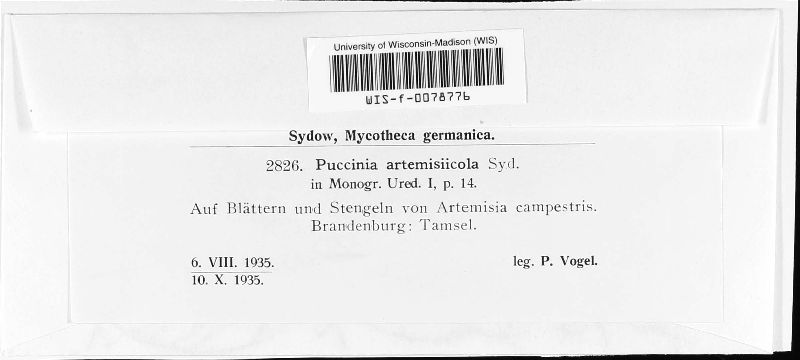 University of Wisconsin-Madison (WIS)
WIS-f-0078776
Sydow, Mycotheca germanica.
2826. Puccinia artemisiicola Syd.
in Monogr. Ured. I, p. 14.
Auf Blättern und Stengeln von Artemisia campestris.
Brandenburg: Tamsel.
6. VIII. 1935.
10. X. 1935.
leg. P. Vogel.